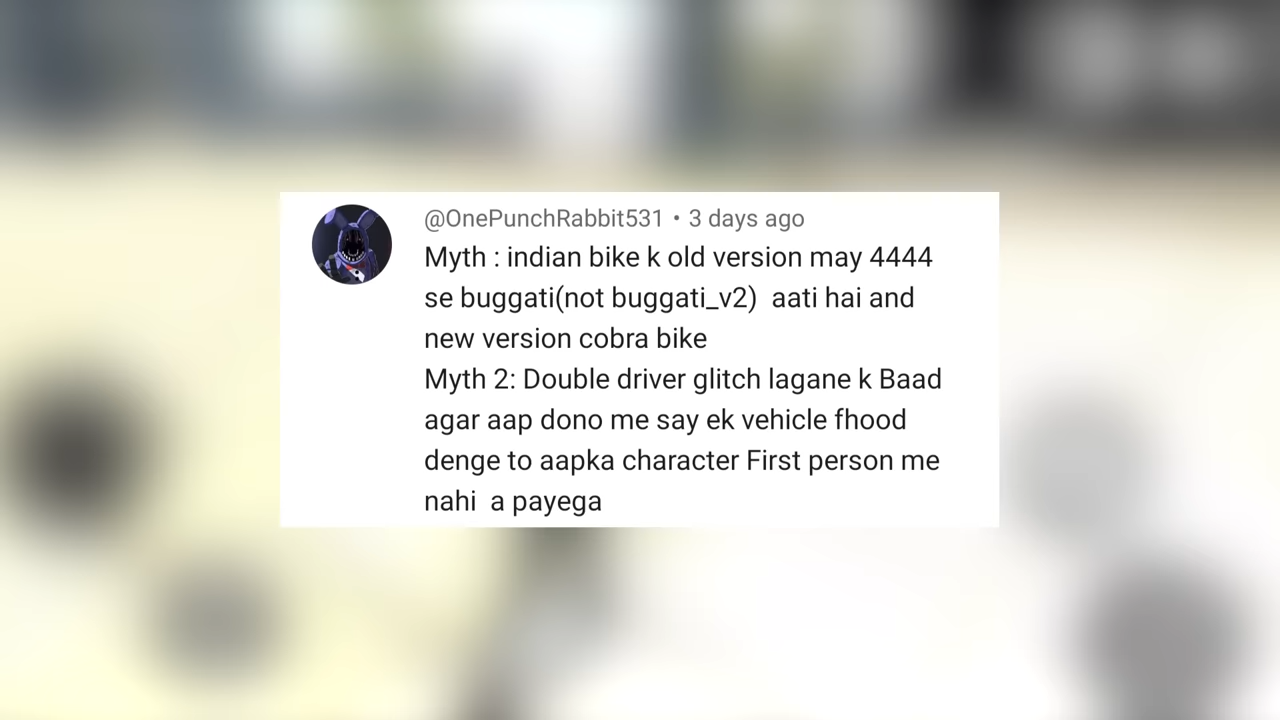 @OnePunchRabbit531 • 3 days ago
Myth : indian bike k old version may 4444
se buggati(not buggati_v2)  aati hai and
new version cobra bike
Myth 2: Double driver glitch lagane k Baad
agar aap dono me say ek vehicle fhood
denge to aapka character First person me
nahi  a payega